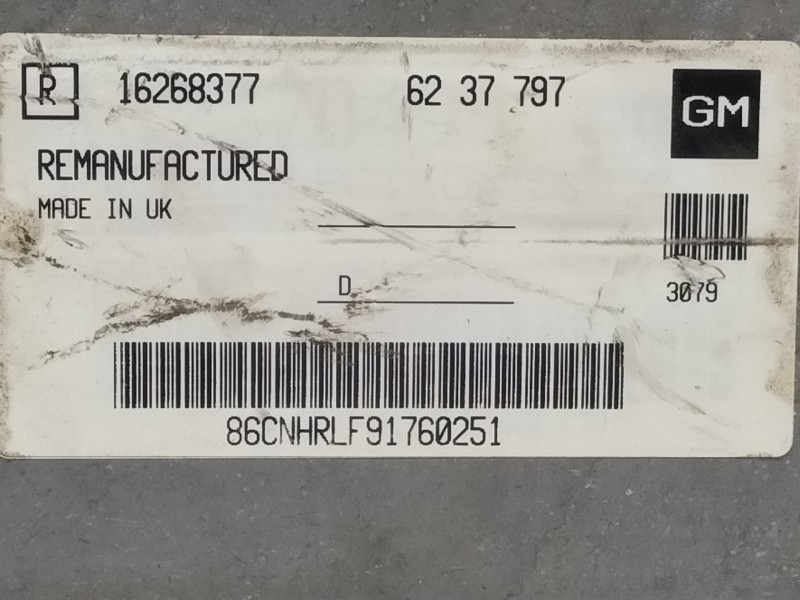 R 16268377 62 37 797 GM
REMANUFACTURED
MADE IN UK
D
3079
86CNHRLF91760251